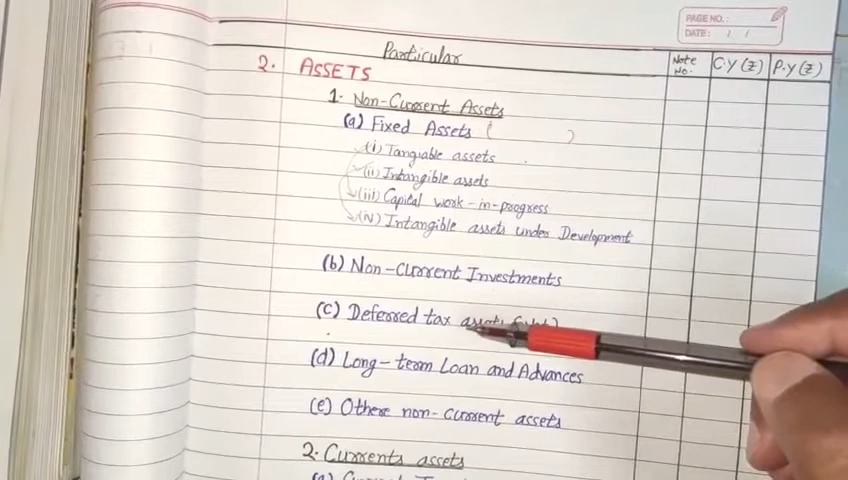 PAGE NO.:
DATE: / /
Particular
Note No.
C.Y (₹)
P.Y (₹)
2. ASSETS
1. Non-Current Assets
(a) Fixed Assets ( )
(i) Tangiable assets
(ii) Intangible assets
(iii) Capital work-in-progress
(iv) Intangible assets under Development
(b) Non-Current Investments
(c) Deferred tax assets
(d) Long-term Loan and Advances
(e) Othere non-current assets
2. Currents assets
(a)